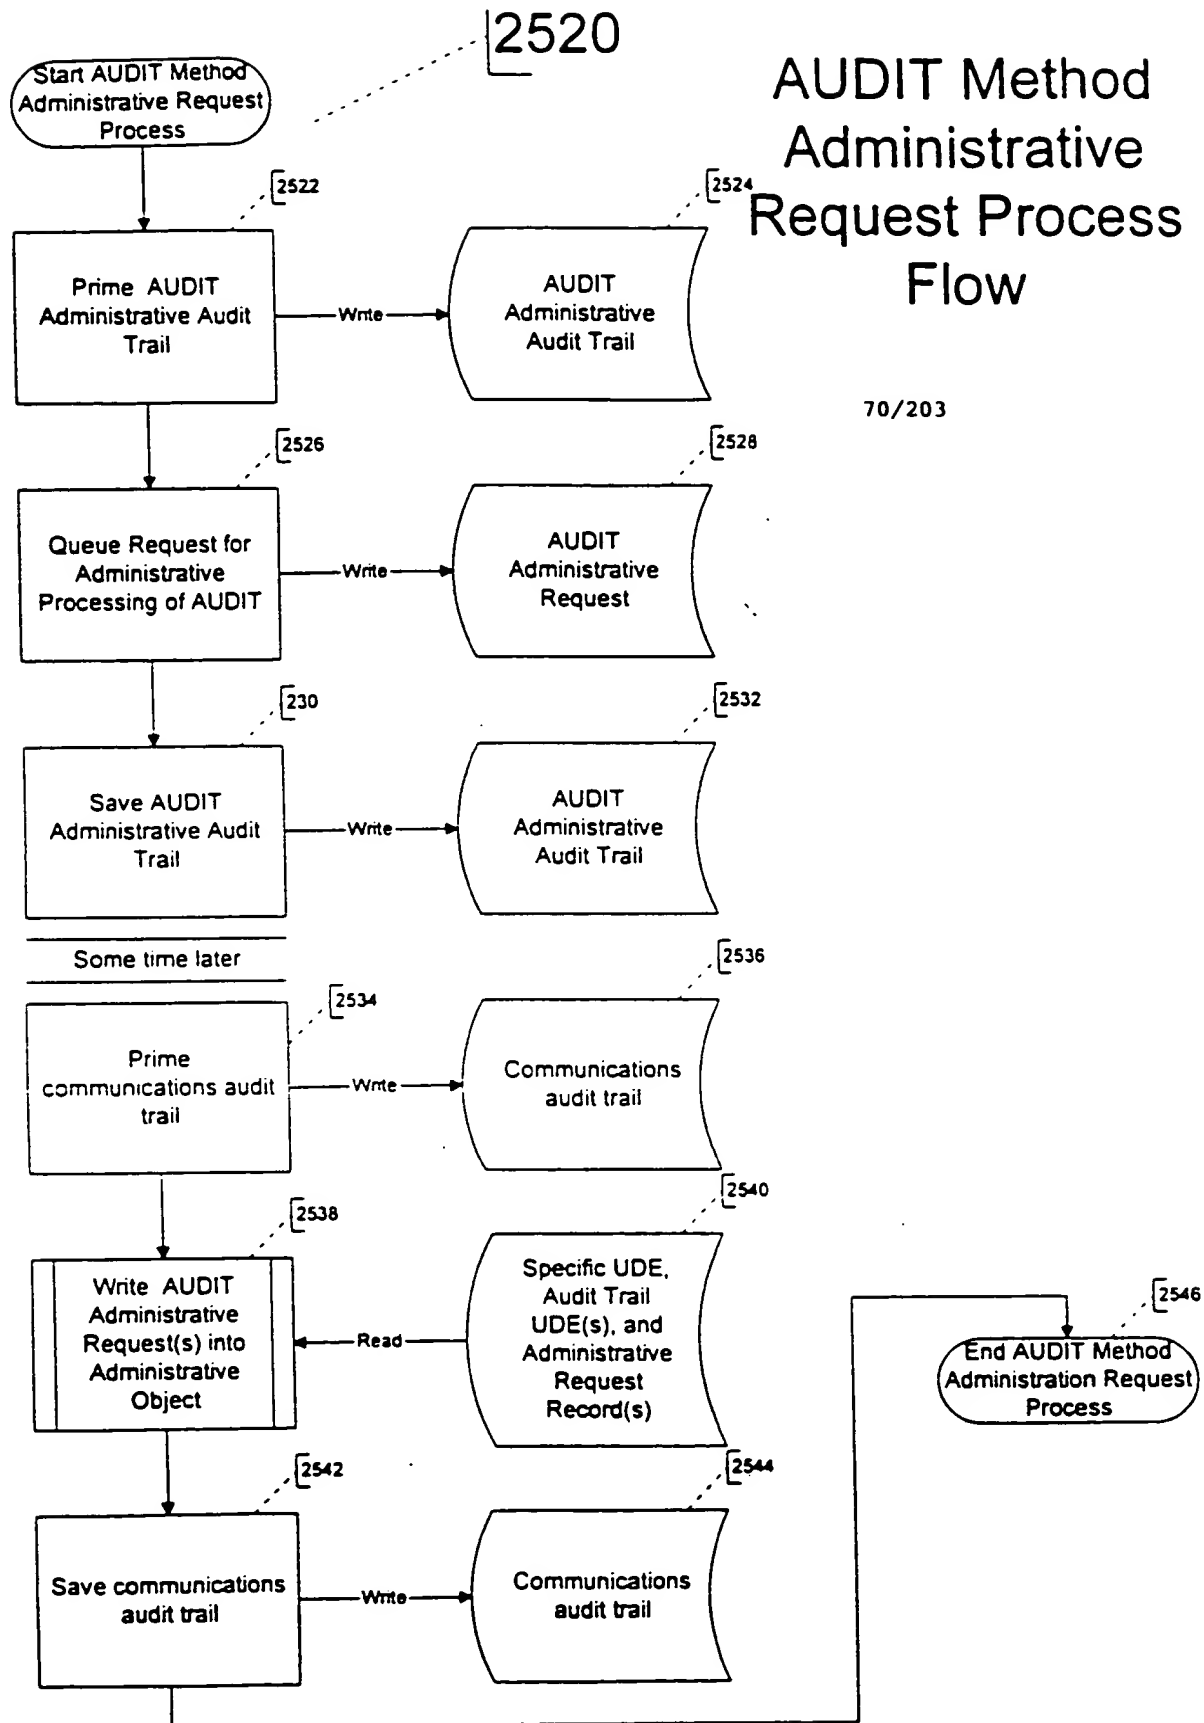 2520
AUDIT Method
Administrative
Request Process
Flow
70/203
Start AUDIT Method
Administrative Request
Process
2522
Prime AUDIT
Administrative Audit
Trail
Write
2524
AUDIT
Administrative
Audit Trail
2526
Queue Request for
Administrative
Processing of AUDIT
Write
2528
AUDIT
Administrative
Request
230
Save AUDIT
Administrative Audit
Trail
Write
2532
AUDIT
Administrative
Audit Trail
Some time later
2534
Prime
communications audit
trail
Write
2536
Communications
audit trail
2538
Write AUDIT
Administrative
Request(s) into
Administrative
Object
Read
2540
Specific UDE,
Audit Trail
UDE(s), and
Administrative
Request
Record(s)
2542
Save communications
audit trail
Write
2544
Communications
audit trail
2546
End AUDIT Method
Administration Request
Process